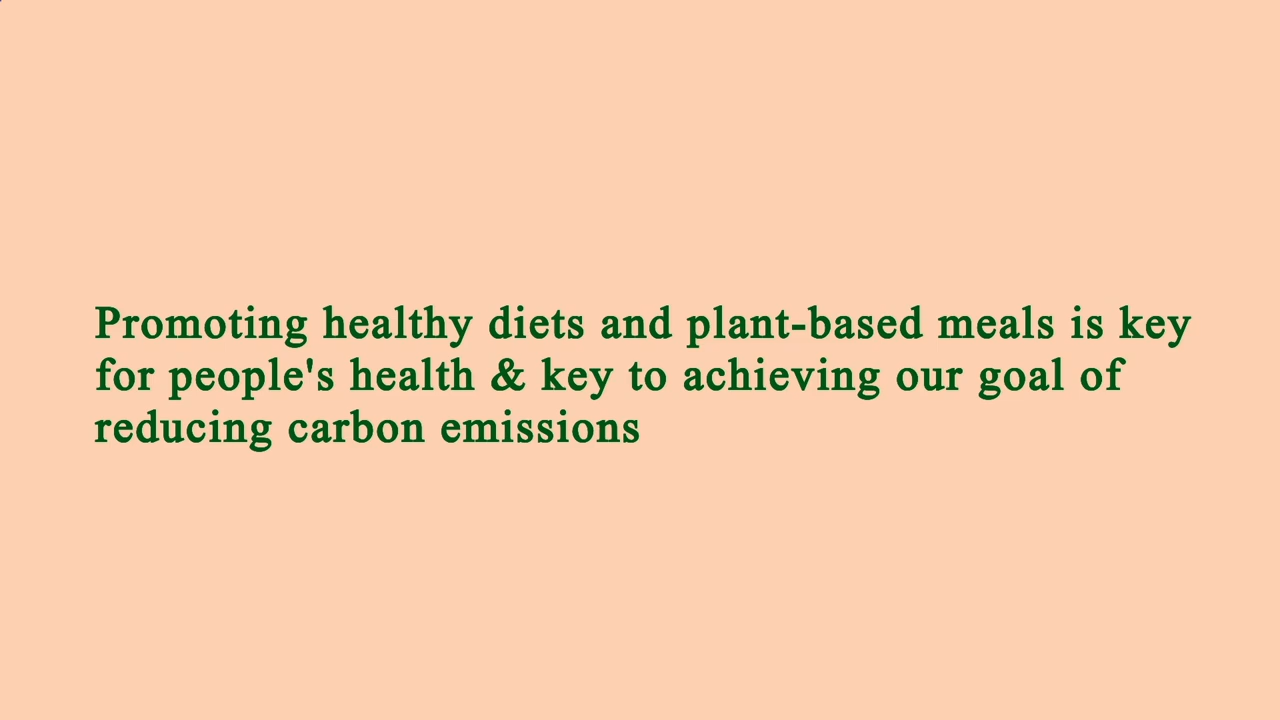 Promoting healthy diets and plant-based meals is key
for people's health & key to achieving our goal of
reducing carbon emissions